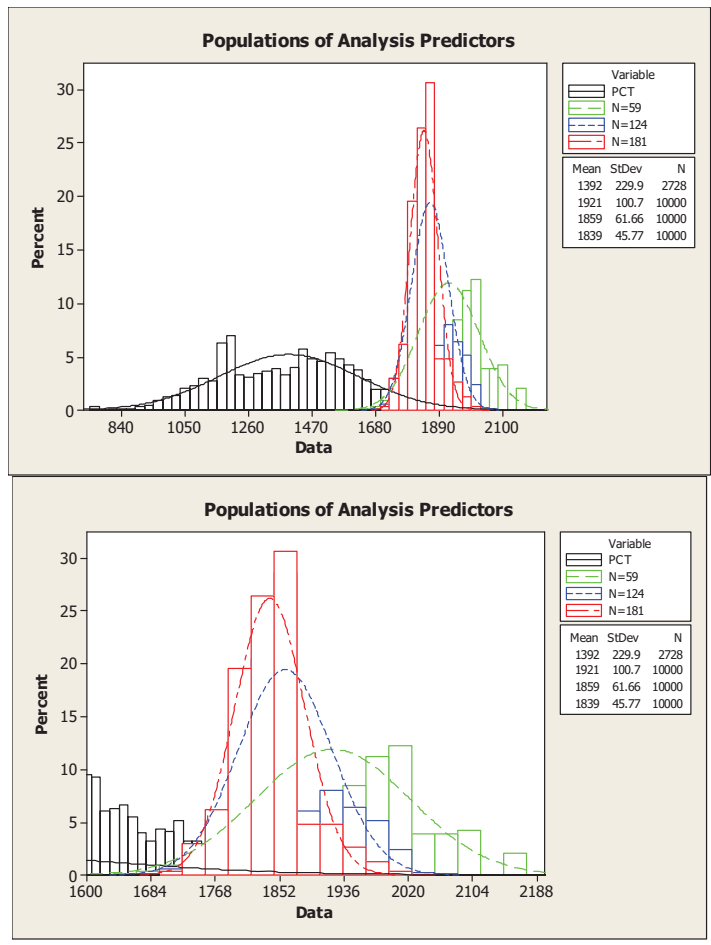 Populations of Analysis Predictors
30
25
20
15
10
5
0
Percent
840 1050 1260 1470 1680 1890 2100
Data
Variable
PCT
N=59
N=124
N=181
Mean StDev N
1392 229.9 2728
1921 100.7 10000
1859 61.66 10000
1839 45.77 10000
Populations of Analysis Predictors
30
25
20
15
10
5
0
Percent
1600 1684 1768 1852 1936 2020 2104 2188
Data
Variable
PCT
N=59
N=124
N=181
Mean StDev N
1392 229.9 2728
1921 100.7 10000
1859 61.66 10000
1839 45.77 10000